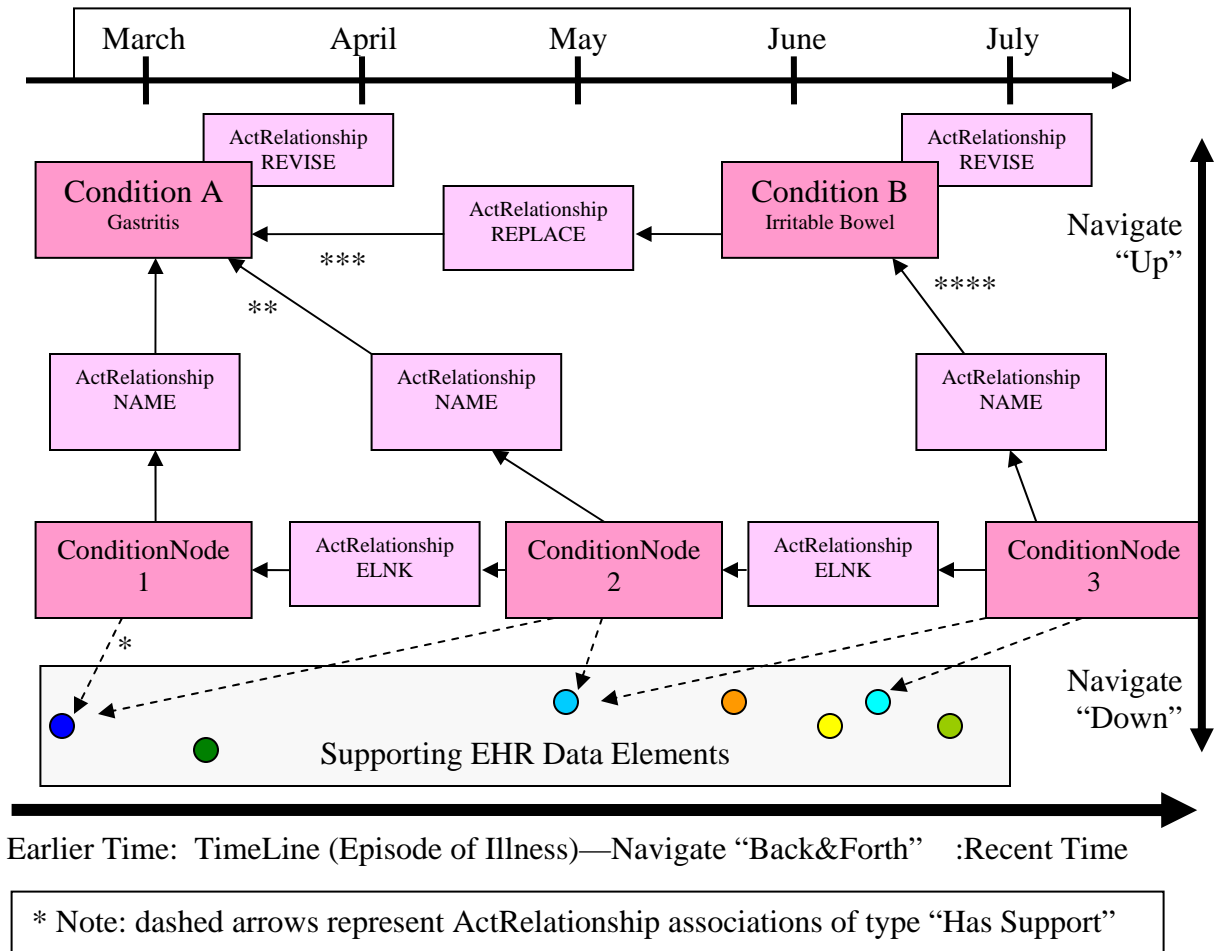 March April May June July
ActRelationship
REVISE
ActRelationship
REVISE
Condition A
Gastritis
ActRelationship
REPLACE
Condition B
Irritable Bowel
Navigate
“Up”
***
**
****
ActRelationship
NAME
ActRelationship
NAME
ActRelationship
NAME
ConditionNode
1
ActRelationship
ELNK
ConditionNode
2
ActRelationship
ELNK
ConditionNode
3
*
Navigate
“Down”
Supporting EHR Data Elements
Earlier Time: TimeLine (Episode of Illness)—Navigate “Back&Forth” :Recent Time
* Note: dashed arrows represent ActRelationship associations of type “Has Support”